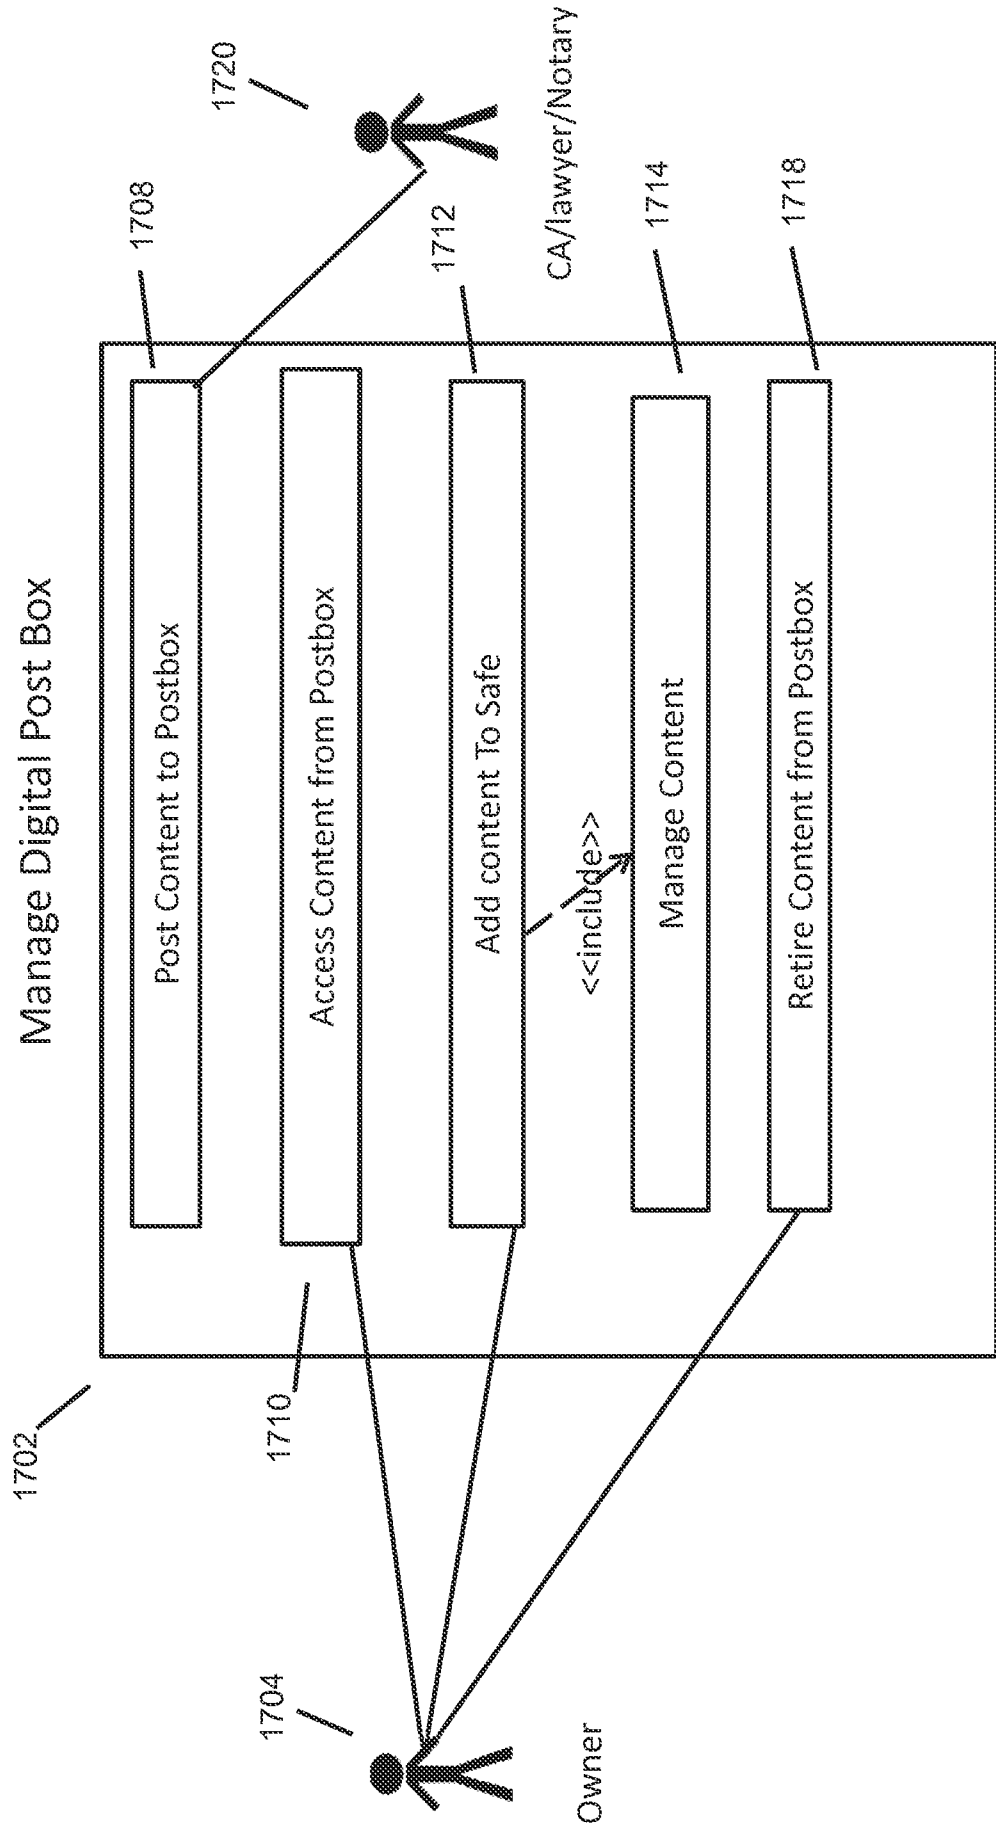 Manage Digital Post Box
1702
1708
1720
Post Content to Postbox
1710
Access Content from Postbox
1704
1712
Add content To Safe
Owner
<<include>>
CA/lawyer/Notary
1714
Manage Content
1718
Retire Content from Postbox